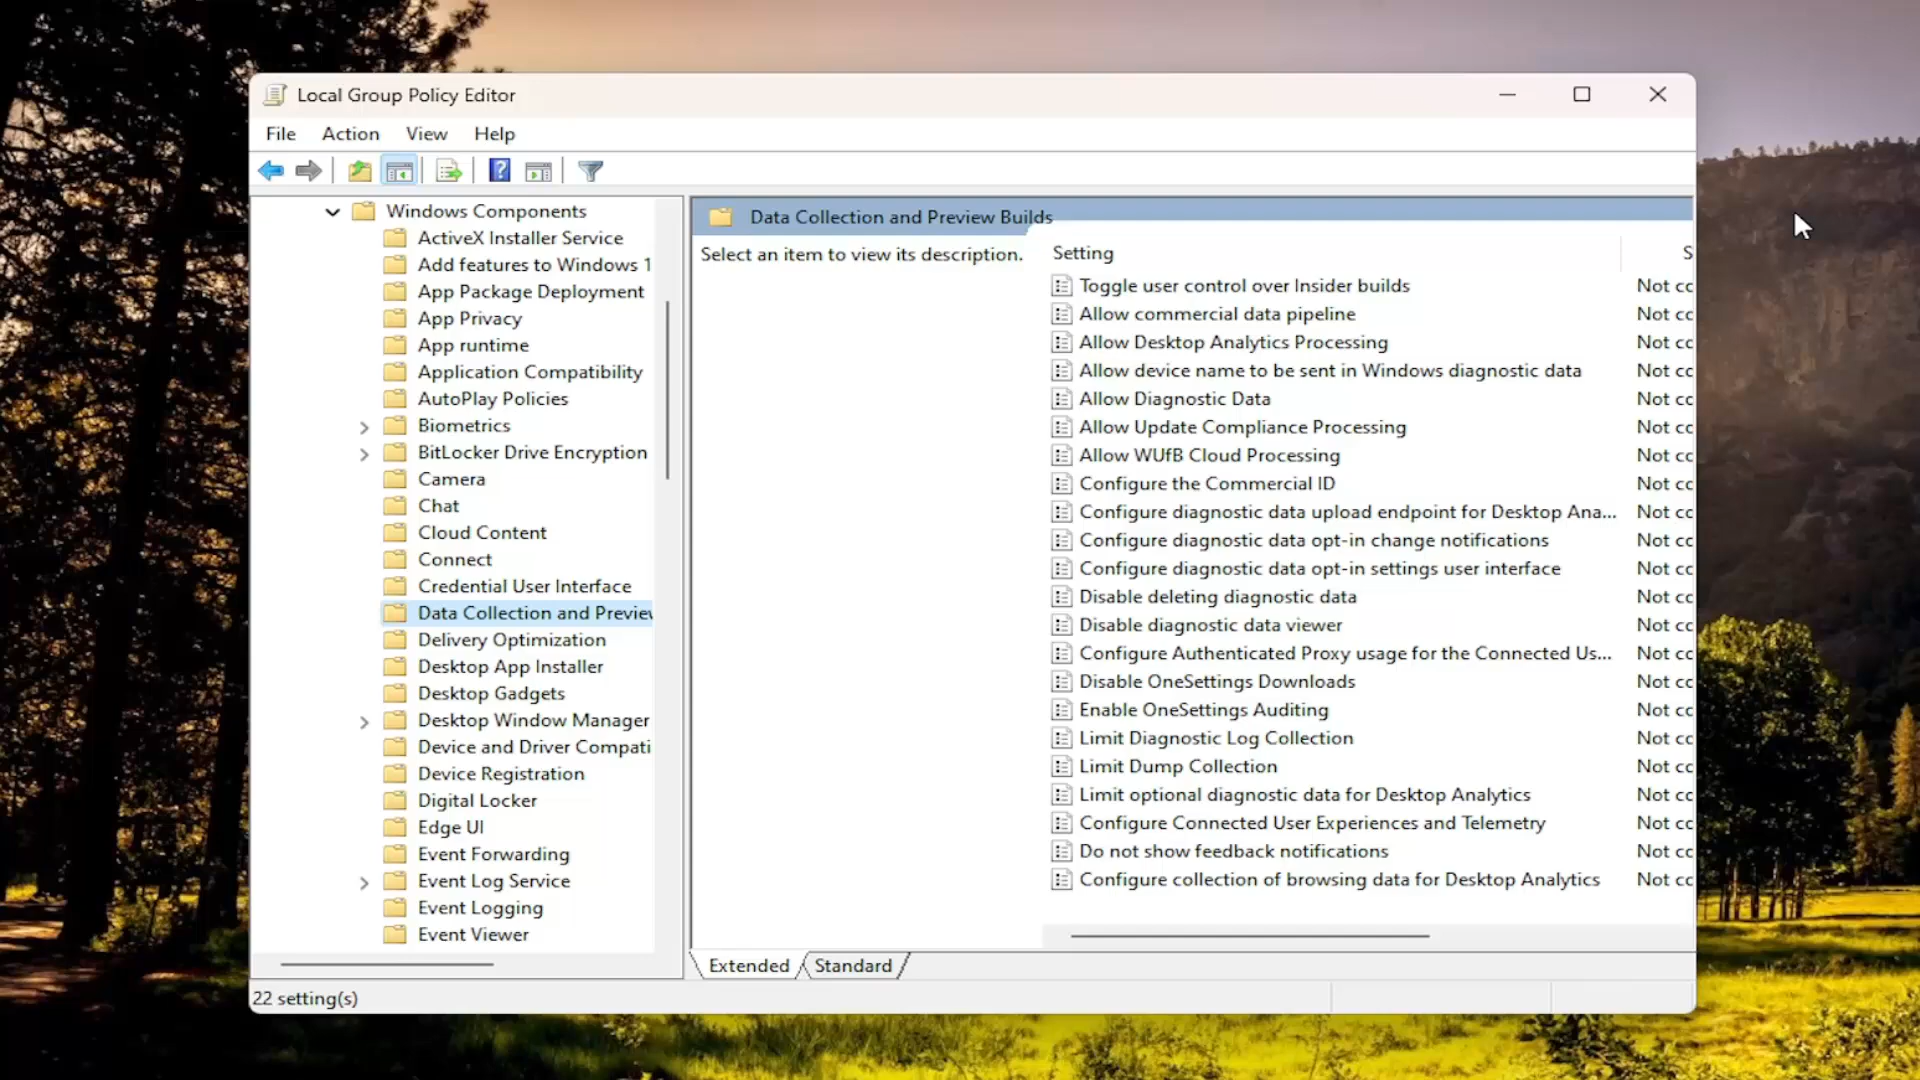 Local Group Policy Editor
File Action View Help
Windows Components
ActiveX Installer Service
Add features to Windows 1
App Package Deployment
App Privacy
App runtime
Application Compatibility
AutoPlay Policies
Biometrics
BitLocker Drive Encryption
Camera
Chat
Cloud Content
Connect
Credential User Interface
Data Collection and Preview
Delivery Optimization
Desktop App Installer
Desktop Gadgets
Desktop Window Manager
Device and Driver Compati
Device Registration
Digital Locker
Edge UI
Event Forwarding
Event Log Service
Event Logging
Event Viewer
Data Collection and Preview Builds
Select an item to view its description.
Setting S
Toggle user control over Insider builds Not cc
Allow commercial data pipeline Not cc
Allow Desktop Analytics Processing Not cc
Allow device name to be sent in Windows diagnostic data Not cc
Allow Diagnostic Data Not cc
Allow Update Compliance Processing Not cc
Allow WUfB Cloud Processing Not cc
Configure the Commercial ID Not cc
Configure diagnostic data upload endpoint for Desktop Ana... Not cc
Configure diagnostic data opt-in change notifications Not cc
Configure diagnostic data opt-in settings user interface Not cc
Disable deleting diagnostic data Not cc
Disable diagnostic data viewer Not cc
Configure Authenticated Proxy usage for the Connected Us... Not cc
Disable OneSettings Downloads Not cc
Enable OneSettings Auditing Not cc
Limit Diagnostic Log Collection Not cc
Limit Dump Collection Not cc
Limit optional diagnostic data for Desktop Analytics Not cc
Configure Connected User Experiences and Telemetry Not cc
Do not show feedback notifications Not cc
Configure collection of browsing data for Desktop Analytics Not cc
Extended Standard
22 setting(s)